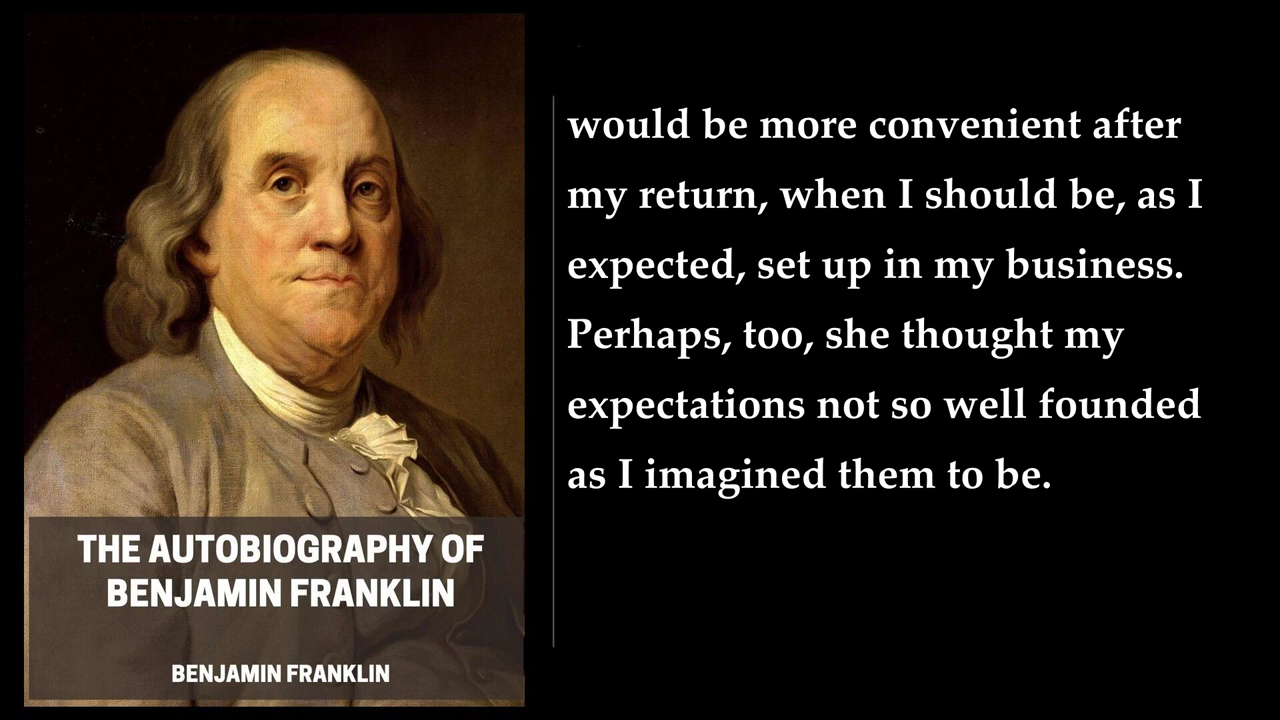 would be more convenient after
my return, when I should be, as I
expected, set up in my business.
Perhaps, too, she thought my
expectations not so well founded
as I imagined them to be.
THE AUTOBIOGRAPHY OF
BENJAMIN FRANKLIN
BENJAMIN FRANKLIN